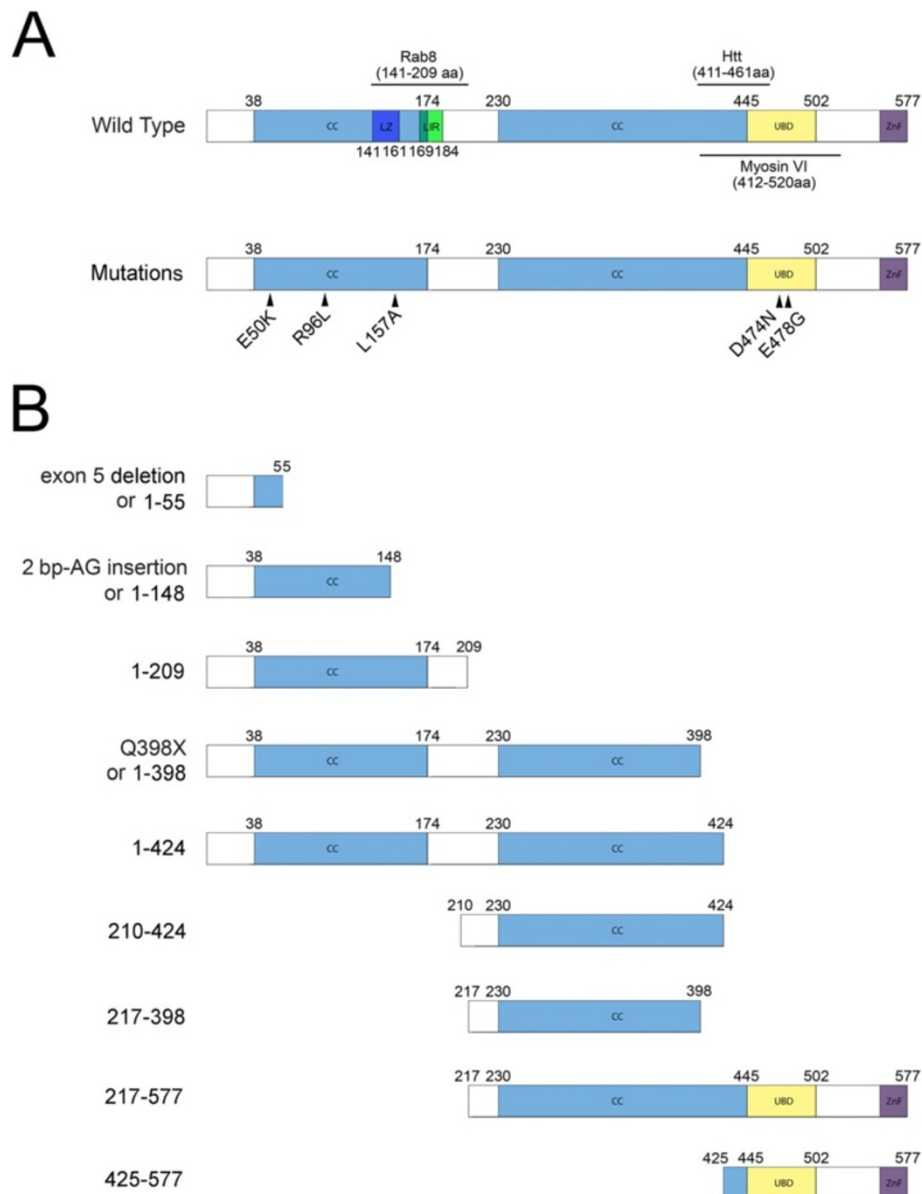 A
Rab8
(141-209 aa)
Htt
(411-461aa)
38 174 230 445 502 577
Wild Type CC LZ LIR CC UBD ZnF
141 161 169 184
Myosin VI
(412-520aa)
38 174 230 445 502 577
Mutations CC CC UBD ZnF
E50K R96L L157A D474N E478G
B
55
exon 5 deletion
or 1-55
38 148
2 bp-AG insertion
or 1-148
CC
38 174 209
1-209 CC
38 174 230 398
Q398X
or 1-398
CC CC
38 174 230 424
1-424 CC CC
210 230 424
210-424 CC
217 230 398
217-398 CC
217 230 445 502 577
217-577 CC UBD ZnF
425 445 502 577
425-577 UBD ZnF